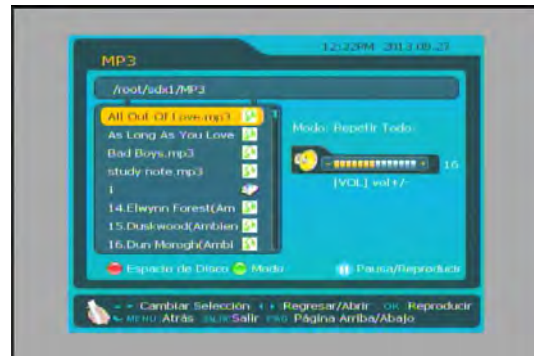 12:22PM 2013.09.27
MP3
/root/sdx1/MP3
All Out Of Love.mp3
As Long As You Love
Bad Boys.mp3
study note.mp3
Modo: Repetir Todo
16
[VOL] vol+/-
14.Elwynn Forest(Am
15.Duskwood(Ambien
16.Dun Morogh(Ambi
Espacio de Disco Modo Pausa/Reproducir
Cambiar Selección Regresar/Abrir OK Reproducir
MENU Atrás Salir Página Arriba/Abajo